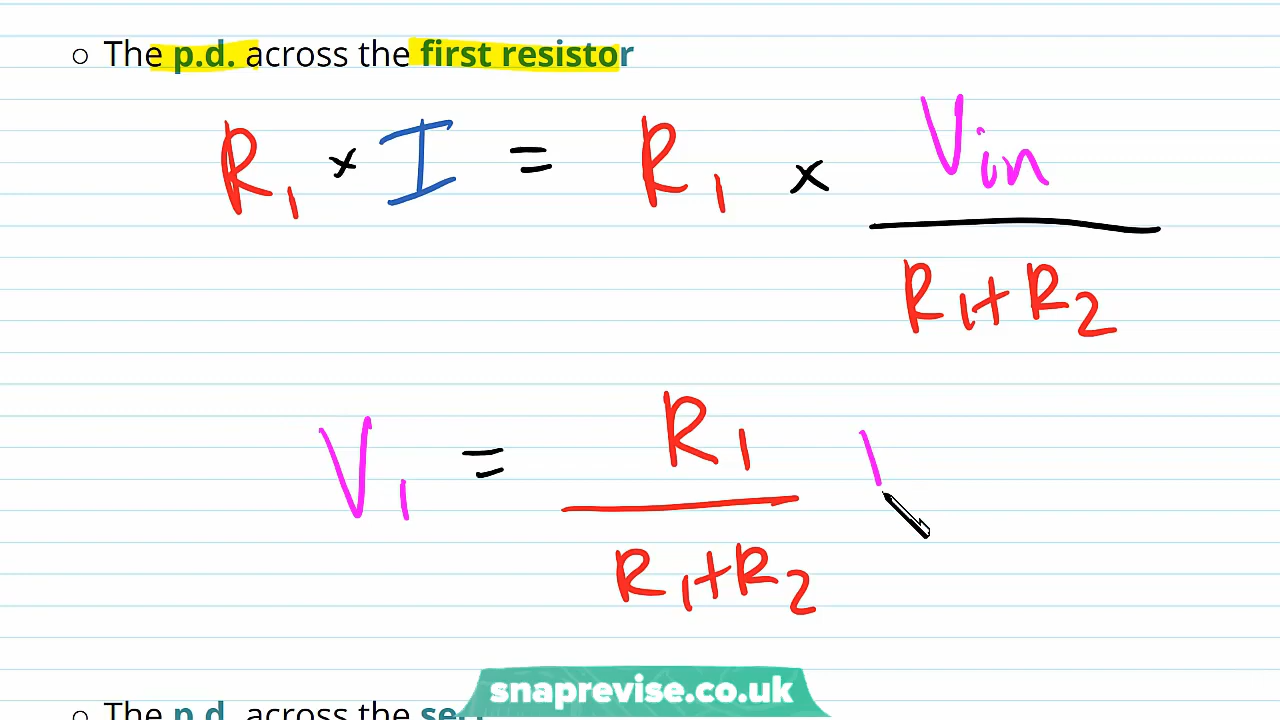 The p.d. across the first resistor
R₁ × I = R₁ × Vin / R₁+R₂
V₁ = R₁ / R₁+R₂
snaprevise.co.uk
The p.d. across the